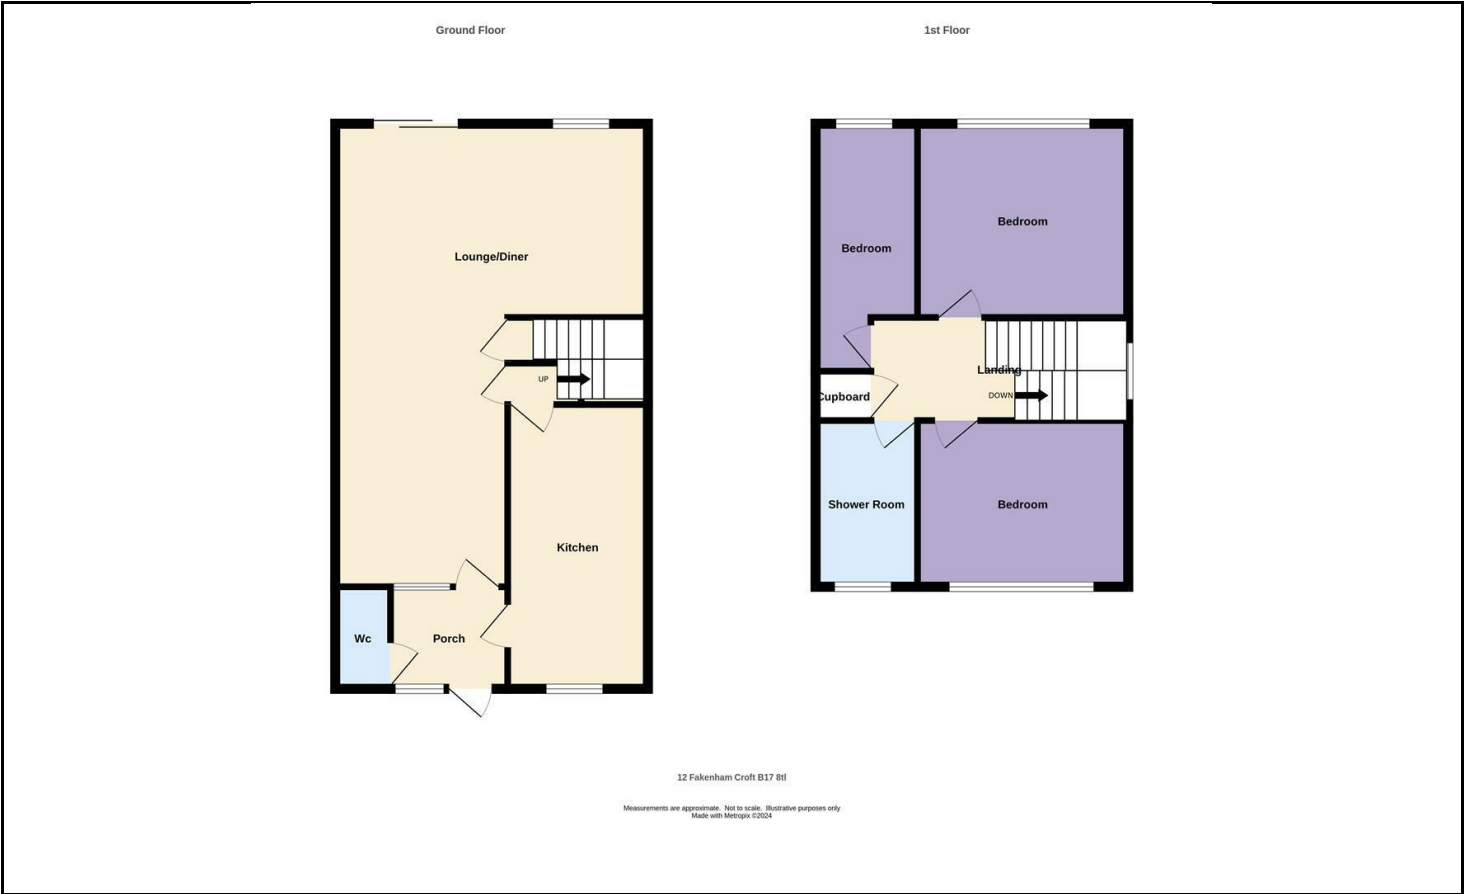 Ground Floor
1st Floor
Lounge/Diner
UP
Kitchen
Wc
Porch
Bedroom
Bedroom
Landing
Cupboard
DOWN
Shower Room
Bedroom
12 Fakenham Croft B17 8tl
Measurements are approximate. Not to scale. Illustrative purposes only
Made with Metropix ©2024